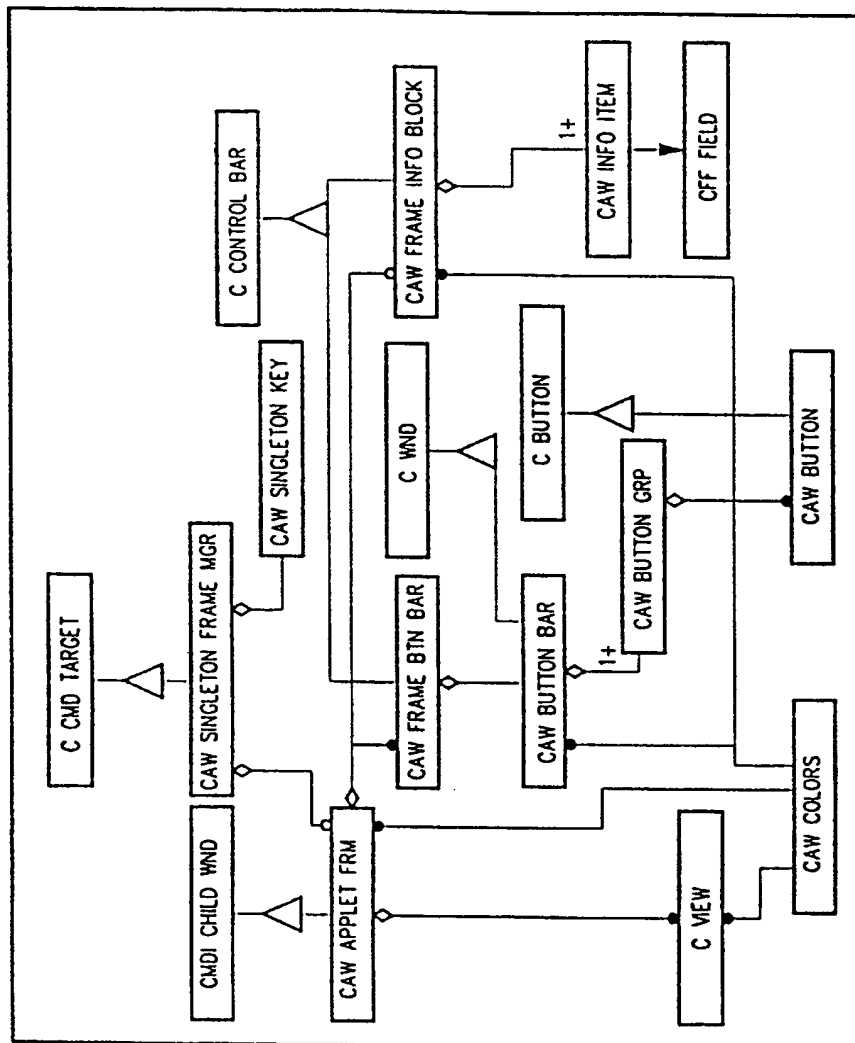 C CMD TARGET
CMDI CHILD WND
CAW SINGLETON FRAME MGR
CAW SINGLETON KEY
C CONTROL BAR
CAW APPLET FRM
CAW FRAME BTN BAR
C WND
CAW FRAME INFO BLOCK
CAW BUTTON BAR
C BUTTON
1+
1+
CAW INFO ITEM
CAW BUTTON GRP
C VIEW
CFF FIELD
CAW COLORS
CAW BUTTON